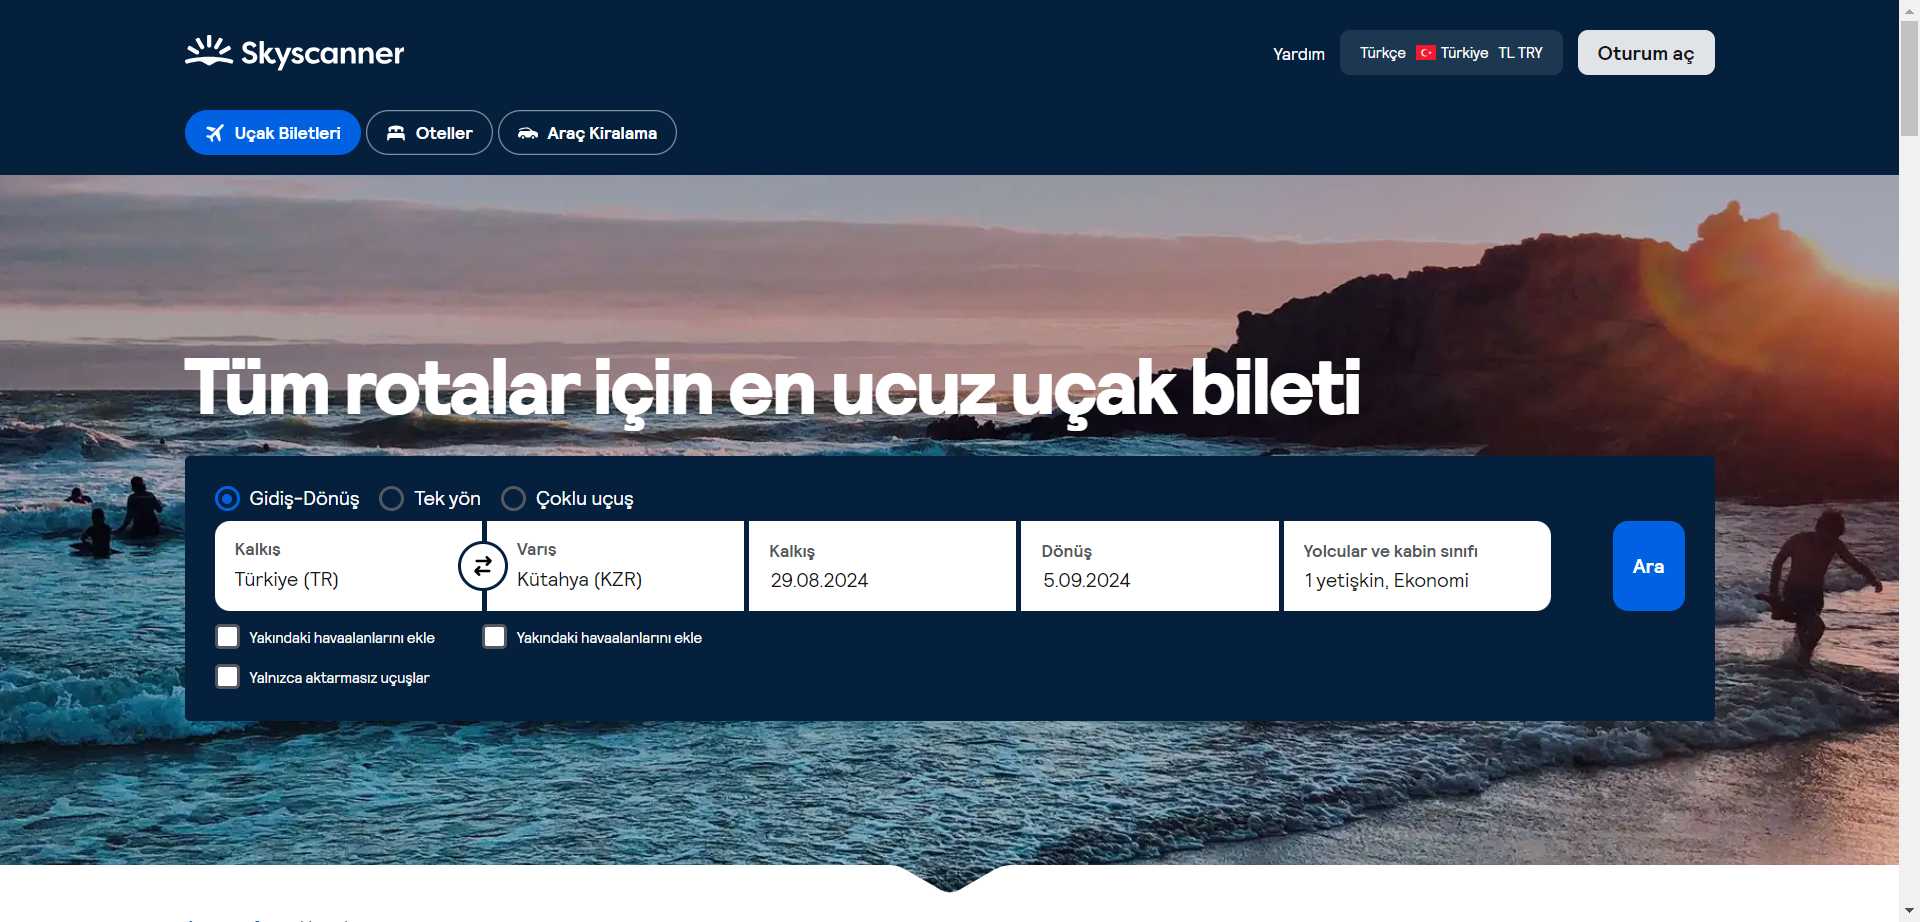 Skyscanner
Yardım
Türkçe Türkiye TL TRY
Oturum aç
Uçak Biletleri
Oteller
Araç Kiralama
Tüm rotalar için en ucuz uçak bileti
Gidiş-Dönüş
Tek yön
Çoklu uçuş
Kalkış
Türkiye (TR)
Varış
Kütahya (KZR)
Kalkış
29.08.2024
Dönüş
5.09.2024
Yolcular ve kabin sınıfı
1 yetişkin, Ekonomi
Ara
Yakındaki havaalanlarını ekle
Yakındaki havaalanlarını ekle
Yalnızca aktarmasız uçuşlar